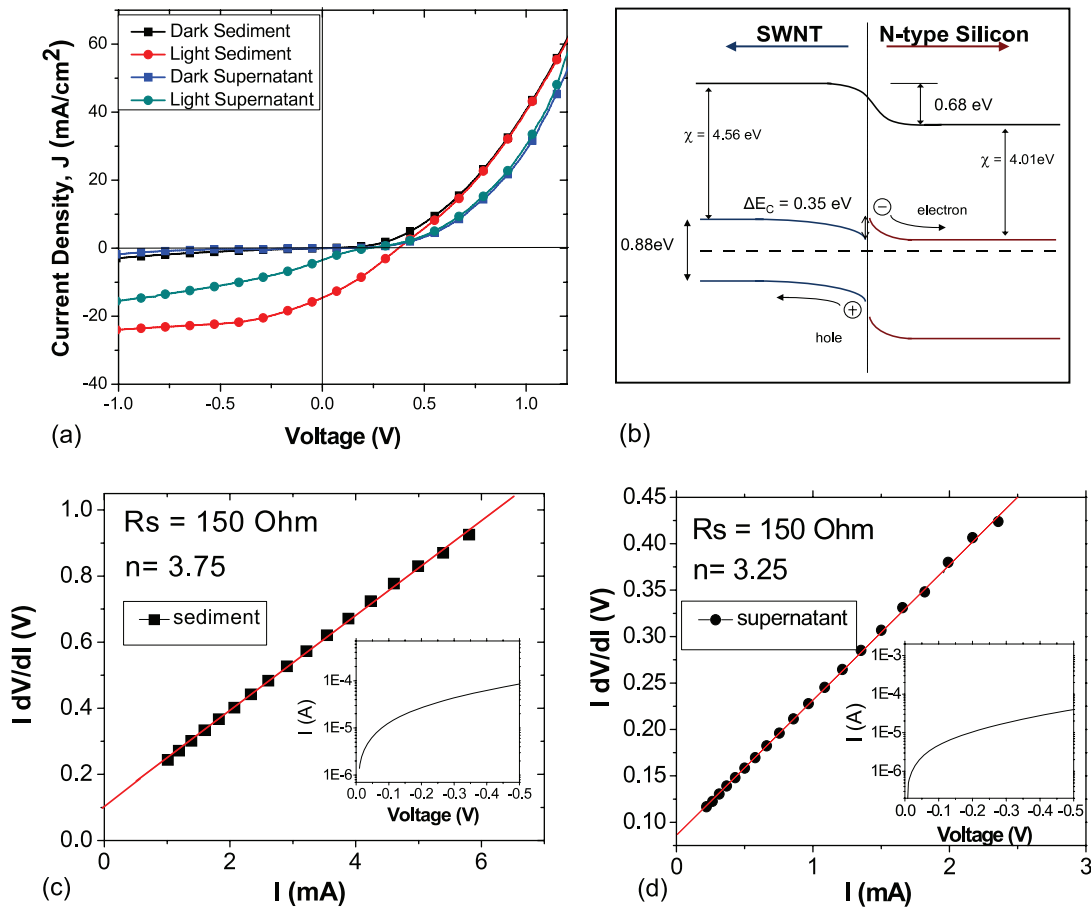 Dark Sediment
Light Sediment
Dark Supernatant
Light Supernatant
Current Density, J (mA/cm²)
60
40
20
0
-20
-40
-1.0 -0.5 0.0 0.5 1.0
Voltage (V)
(a)
SWNT N-type Silicon
0.68 eV
χ = 4.56 eV
χ = 4.01eV
ΔE_C = 0.35 eV
electron
0.88eV
hole
(b)
Rs = 150 Ohm
n= 3.75
sediment
I dV/dI (V)
1.0
0.8
0.6
0.4
0.2
0.0
0 2 4 6
I (mA)
I (A)
1E-4
1E-5
1E-6
0.0 -0.1 -0.2 -0.3 -0.4 -0.5
Voltage (V)
(c)
Rs = 150 Ohm
n= 3.25
supernatant
I dV/dI (V)
0.45
0.40
0.35
0.30
0.25
0.20
0.15
0.10
0 1 2 3
I (mA)
I (A)
1E-3
1E-4
1E-5
1E-6
0.0 -0.1 -0.2 -0.3 -0.4 -0.5
Voltage (V)
(d)